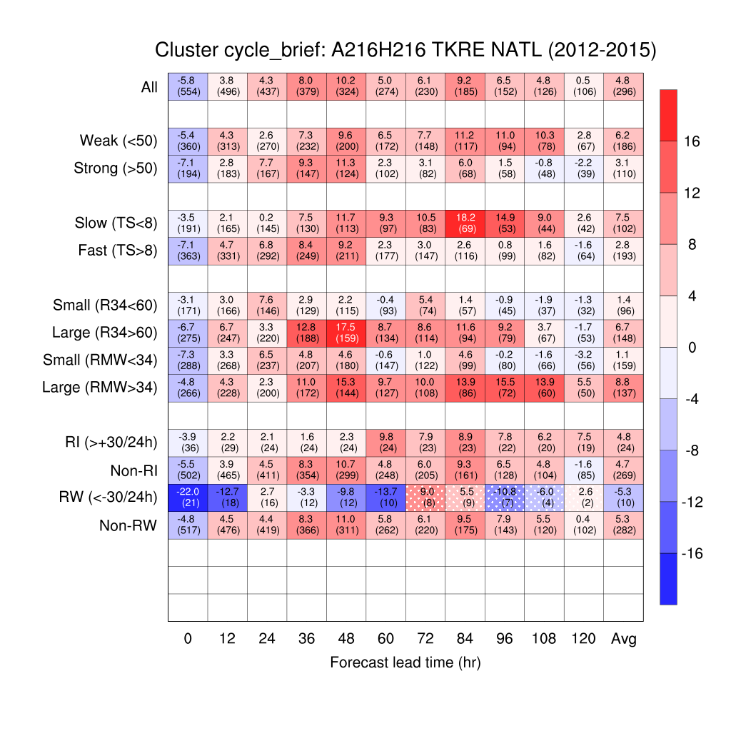 Cluster cycle_brief: A216H216 TKRE NATL (2012-2015)
All -5.8 3.8 4.3 8.0 10.2 5.0 6.1 9.2 6.5 4.8 0.5 4.8
(554) (496) (437) (379) (324) (274) (230) (185) (152) (126) (106) (296)
Weak (<50) -5.4 4.3 2.6 7.3 9.6 6.5 7.7 11.2 11.0 10.3 2.8 6.2
(360) (313) (270) (232) (200) (172) (148) (117) (94) (78) (67) (186)
Strong (>50) -7.1 2.8 7.7 9.3 11.3 2.3 3.1 6.0 1.5 -0.8 -2.2 3.1
(194) (183) (167) (147) (124) (102) (82) (68) (58) (48) (39) (110)
Slow (TS<8) -3.5 2.1 0.2 7.5 11.7 9.3 10.5 18.2 14.9 9.0 2.6 7.5
(191) (165) (145) (130) (113) (97) (83) (69) (53) (44) (42) (102)
Fast (TS>8) -7.1 4.7 6.8 8.4 9.2 2.3 3.0 2.6 0.8 1.6 -1.6 2.8
(363) (331) (292) (249) (211) (177) (147) (116) (99) (82) (64) (193)
Small (R34<60) -3.1 3.0 7.6 2.9 2.2 -0.4 5.4 1.4 -0.9 -1.9 -1.3 1.4
(171) (166) (146) (129) (115) (93) (74) (57) (45) (37) (32) (96)
Large (R34>60) -6.7 6.7 3.3 12.8 17.5 8.7 8.6 11.6 9.2 3.7 -1.7 6.7
(275) (247) (220) (188) (159) (134) (114) (94) (79) (67) (53) (148)
Small (RMW<34) -7.3 3.3 6.5 4.8 4.6 -0.6 1.0 4.6 -0.2 -1.6 -3.2 1.1
(288) (268) (237) (207) (180) (147) (122) (99) (80) (66) (56) (159)
Large (RMW>34) -4.8 4.3 2.3 11.0 15.3 9.7 10.0 13.9 15.5 13.9 5.5 8.8
(266) (228) (200) (172) (144) (127) (108) (86) (72) (60) (50) (137)
RI (>+30/24h) -3.9 2.2 2.1 1.6 2.3 9.8 7.9 8.9 7.8 6.2 7.5 4.8
(36) (29) (24) (24) (24) (24) (23) (23) (22) (20) (19) (24)
Non-RI -5.5 3.9 4.5 8.3 10.7 4.8 6.0 9.3 6.5 4.8 -1.6 4.7
(502) (465) (411) (354) (299) (248) (205) (161) (128) (104) (85) (269)
RW (<-30/24h) -22.0 -12.7 2.7 -3.3 -9.8 -13.7 9.0 5.5 -10.8 -6.0 2.6 -5.3
(21) (18) (16) (12) (12) (10) (8) (9) (7) (4) (2) (10)
Non-RW -4.8 4.5 4.4 8.3 11.0 5.8 6.1 9.5 7.9 5.5 0.4 5.3
(517) (476) (419) (366) (311) (262) (220) (175) (143) (120) (102) (282)
0 12 24 36 48 60 72 84 96 108 120 Avg
Forecast lead time (hr)
16
12
8
4
0
-4
-8
-12
-16